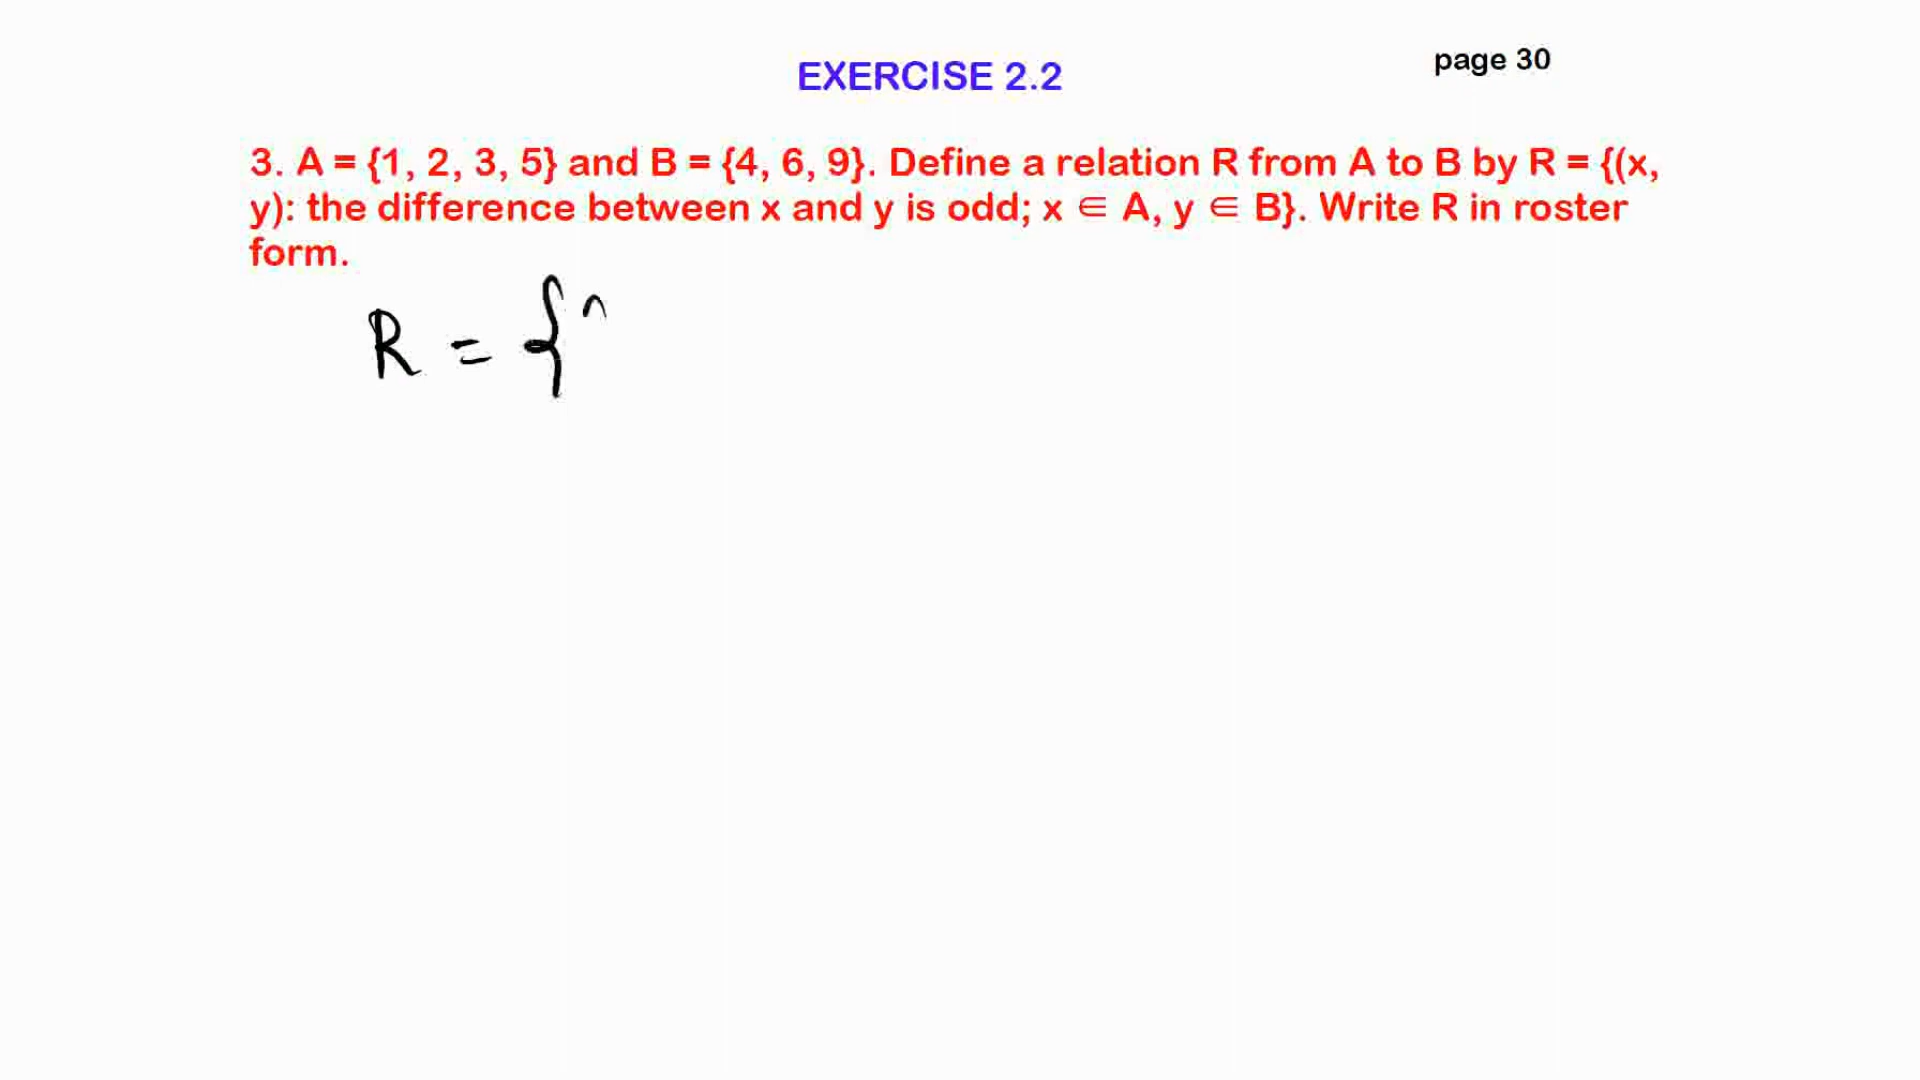 page 30
EXERCISE 2.2
3. A = {1, 2, 3, 5} and B = {4, 6, 9}. Define a relation R from A to B by R = {(x,
y): the difference between x and y is odd; x ∈ A, y ∈ B}. Write R in roster
form.
R = {